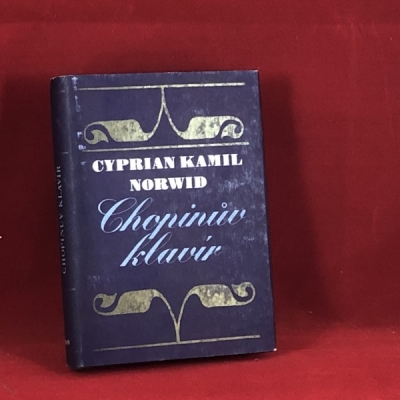 CYPRIAN KAMIL
NORWID
Chopinův
klavír
CHOPINŮV KLAVÍR